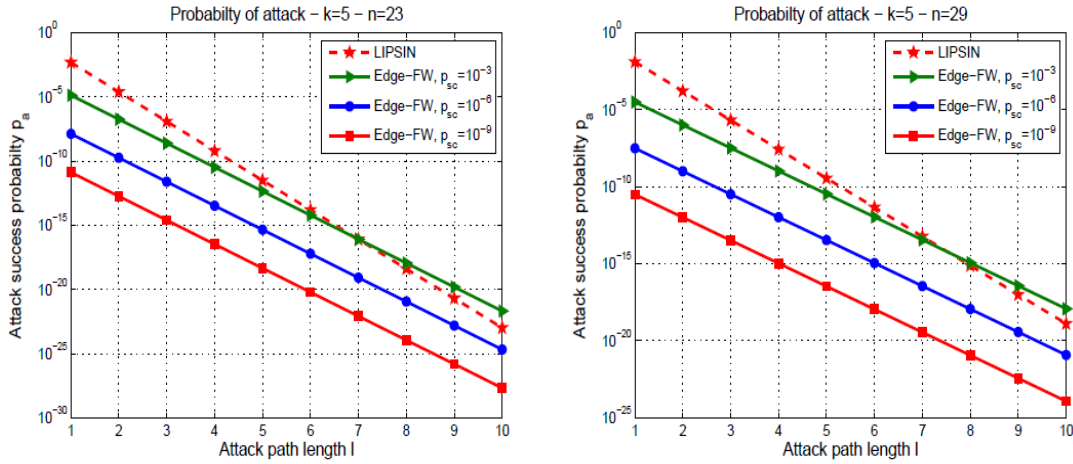 Probabilty of attack − k=5 − n=23
10^0
10^−5
10^−10
10^−15
10^−20
10^−25
10^−30
Attack success probability p_a
LIPSIN
Edge−FW, p_sc=10^−3
Edge−FW, p_sc=10^−6
Edge−FW, p_sc=10^−9
1 2 3 4 5 6 7 8 9 10
Attack path length l
Probabilty of attack − k=5 − n=29
10^0
10^−5
10^−10
10^−15
10^−20
10^−25
Attack success probability p_a
LIPSIN
Edge−FW, p_sc=10^−3
Edge−FW, p_sc=10^−6
Edge−FW, p_sc=10^−9
1 2 3 4 5 6 7 8 9 10
Attack path length l